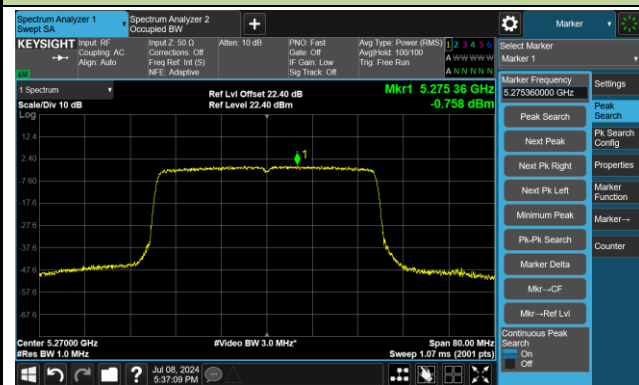 Spectrum Analyzer 1
Swept SA
Spectrum Analyzer 2
Occupied BW
+
Marker
KEYSIGHT
Input: RF
Coupling: AC
Align: Auto
Input Z: 50 Ω
Corrections: Off
Freq Ref: Int (S)
NFE: Adaptive
Atten: 10 dB
PNO: Fast
Gate: Off
IF Gain: Low
Sig Track: Off
Avg Type: Power (RMS)
Avg|Hold: 100/100
Trig: Free Run
1 2 3 4 5 6
A W W W W W
A N N N N N
LXI
Select Marker
Marker 1
1 Spectrum
Scale/Div 10 dB
Log
Ref Lvl Offset 22.40 dB
Ref Level 22.40 dBm
Mkr1 5.275 36 GHz
-0.758 dBm
12.4
2.40
-7.60
-17.6
-27.6
-37.6
-47.6
-57.6
-67.6
1
Center 5.27000 GHz
#Res BW 1.0 MHz
#Video BW 3.0 MHz*
Span 80.00 MHz
Sweep 1.07 ms (2001 pts)
Marker Frequency
5.275360000 GHz
Peak Search
Next Peak
Next Pk Right
Next Pk Left
Minimum Peak
Pk-Pk Search
Marker Delta
Mkr→CF
Mkr→Ref Lvl
Continuous Peak
Search
On
Off
Settings
Peak
Search
Pk Search
Config
Properties
Marker
Function
Marker→
Counter
?
Jul 08, 2024
5:37:09 PM